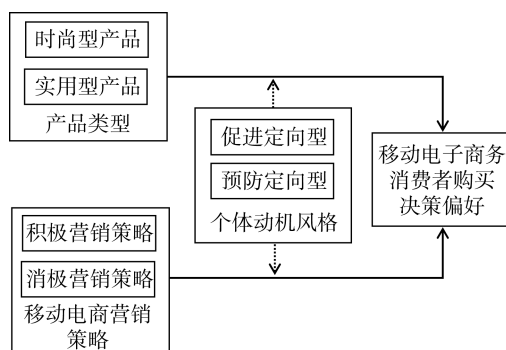 时尚型产品
实用型产品
产品类型
促进定向型
预防定向型
个体动机风格
移动电子商务
消费者购买
决策偏好
积极营销策略
消极营销策略
移动电商营销
策略